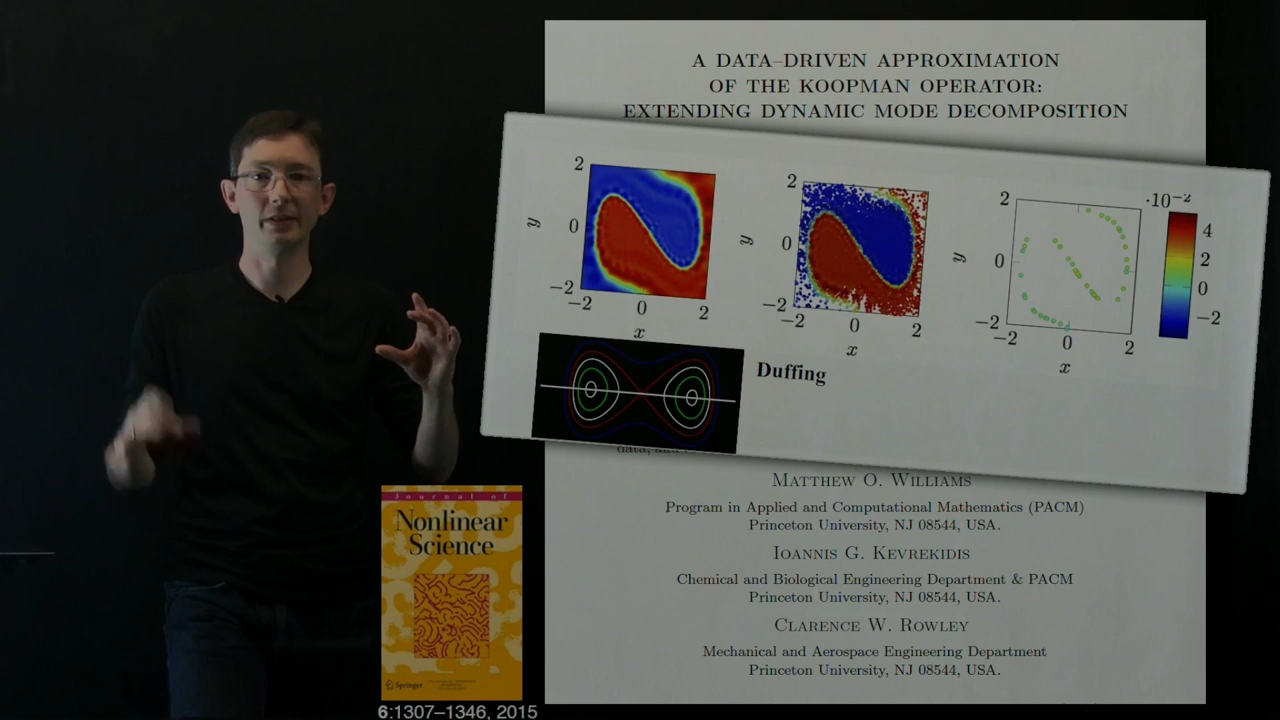 A DATA–DRIVEN APPROXIMATION
OF THE KOOPMAN OPERATOR:
EXTENDING DYNAMIC MODE DECOMPOSITION
2
0
−2
y
−2
0
2
x
2
0
−2
y
−2
0
2
x
2
0
−2
y
−2
0
2
x
·10−2
4
2
0
−2
Duffing
data, and
MATTHEW O. WILLIAMS
Program in Applied and Computational Mathematics (PACM)
Princeton University, NJ 08544, USA.
IOANNIS G. KEVREKIDIS
Chemical and Biological Engineering Department & PACM
Princeton University, NJ 08544, USA.
CLARENCE W. ROWLEY
Mechanical and Aerospace Engineering Department
Princeton University, NJ 08544, USA.
Journal of
Nonlinear
Science
Springer
6:1307–1346, 2015